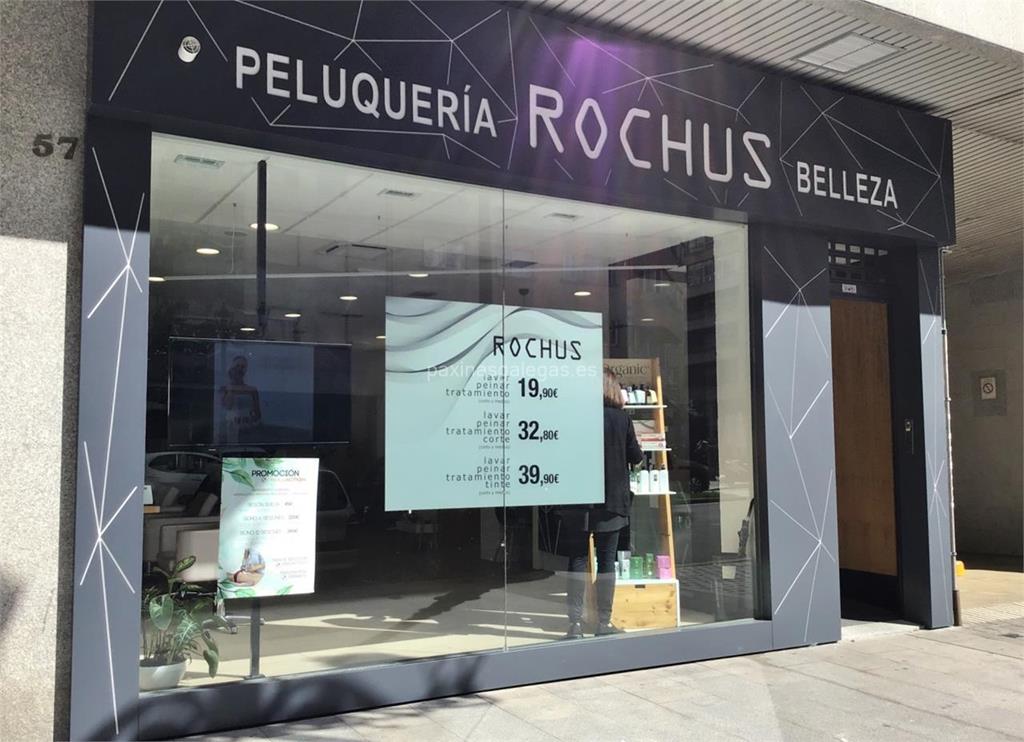 PELUQUERÍA ROCHUS BELLEZA
57
ROCHUS
paxinasgalegas.es
lavar
peinar
tratamiento 19,90€
lavar
peinar
tratamiento 32,80€
corte
lavar
peinar
tratamiento 39,90€
tinte
organic
PROMOCIÓN